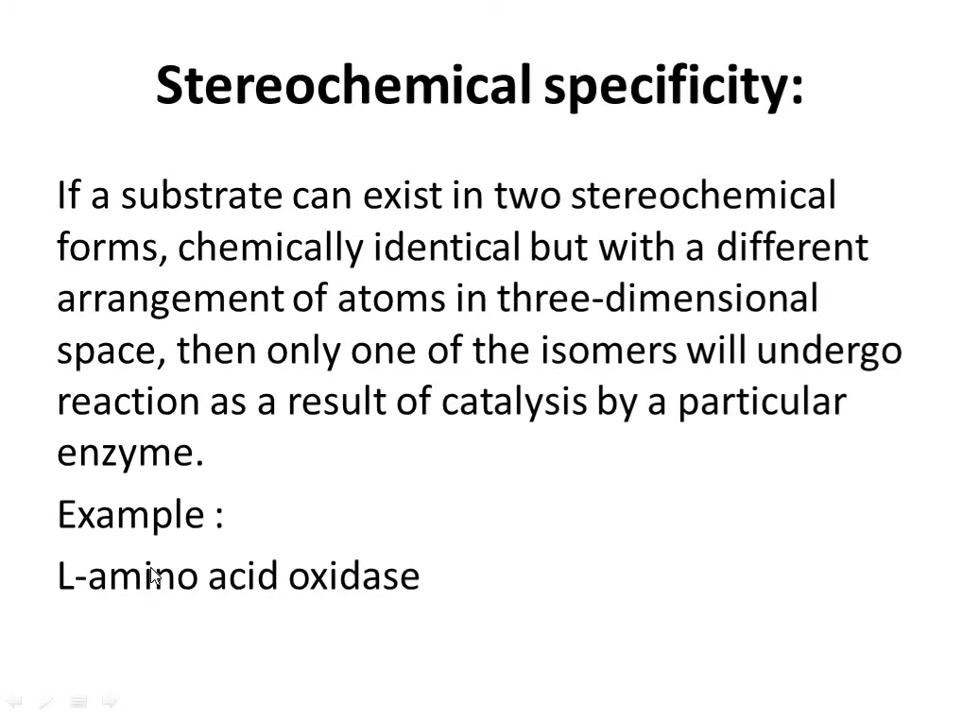 Stereochemical specificity:
If a substrate can exist in two stereochemical
forms, chemically identical but with a different
arrangement of atoms in three-dimensional
space, then only one of the isomers will undergo
reaction as a result of catalysis by a particular
enzyme.
Example :
L-amino acid oxidase